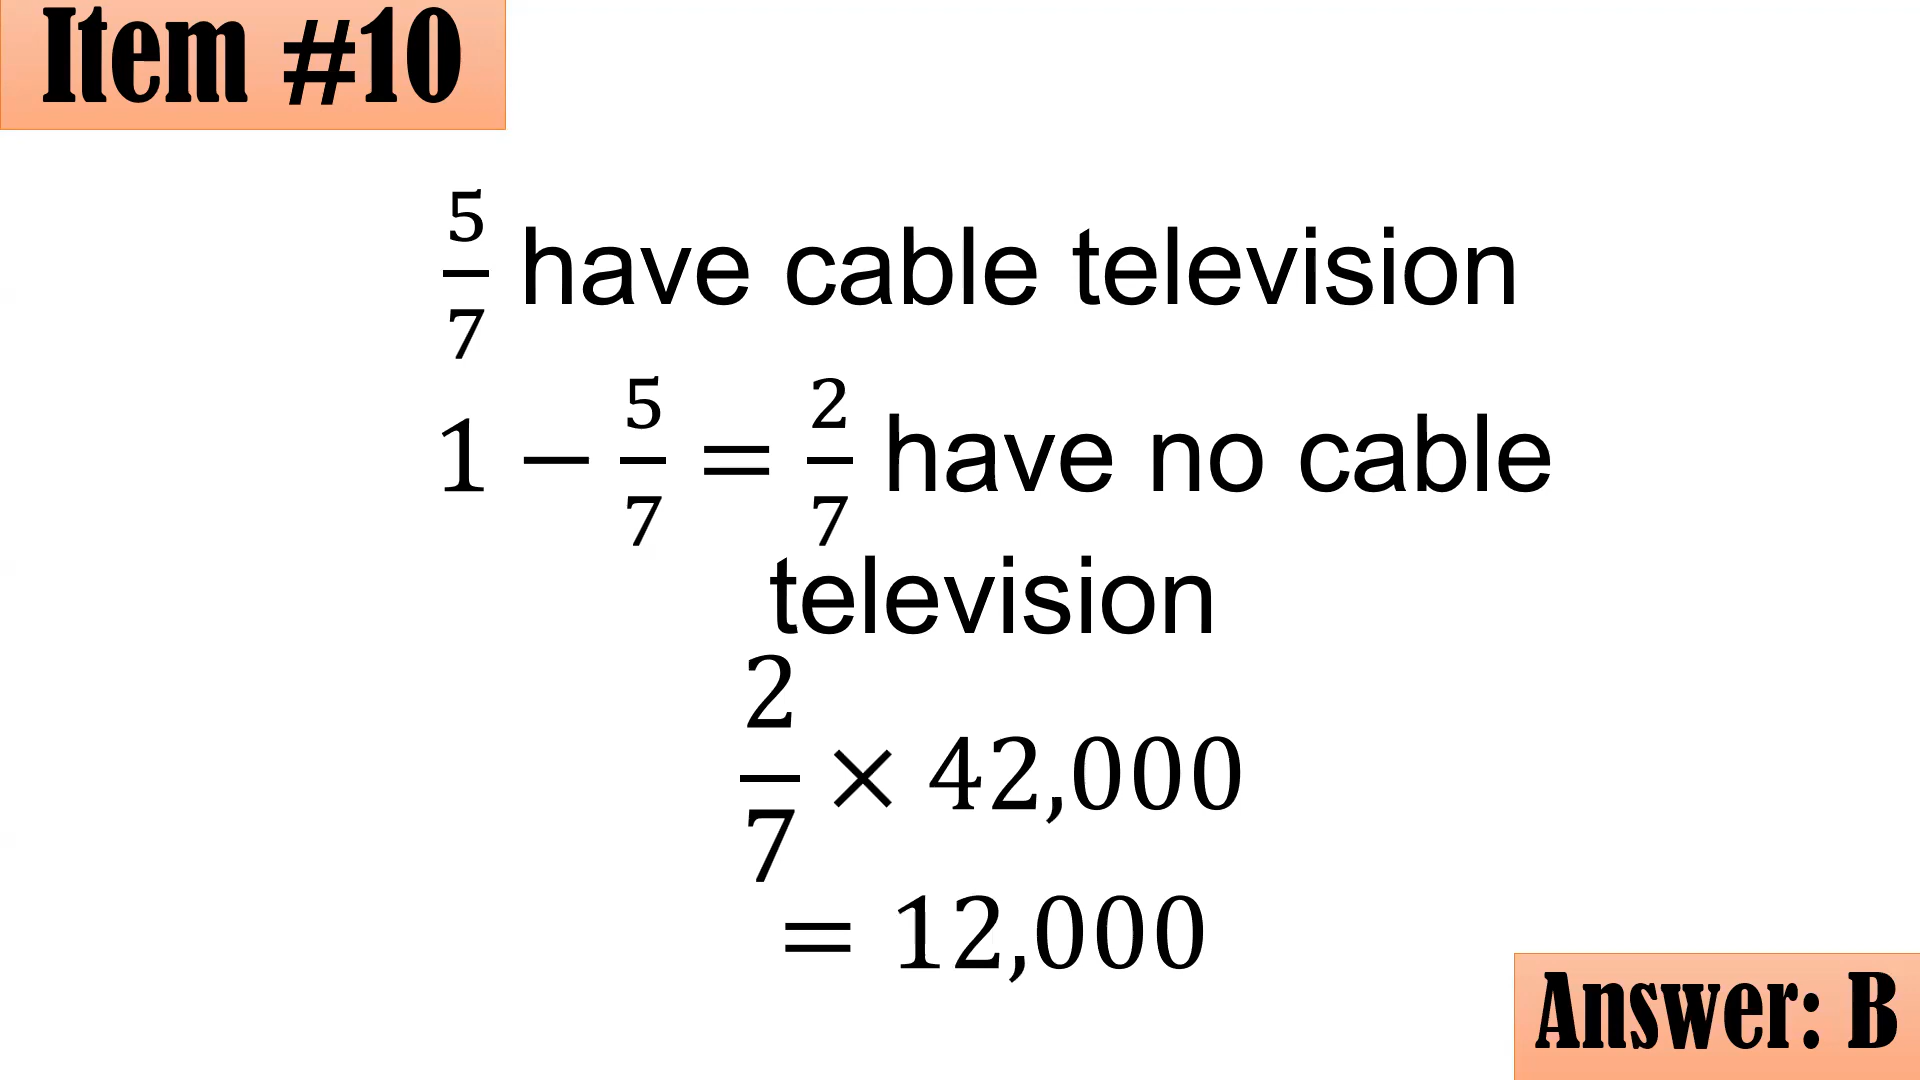 Item #10
5/7 have cable television
1 − 5/7 = 2/7 have no cable
television
2/7 × 42,000
= 12,000
Answer: B